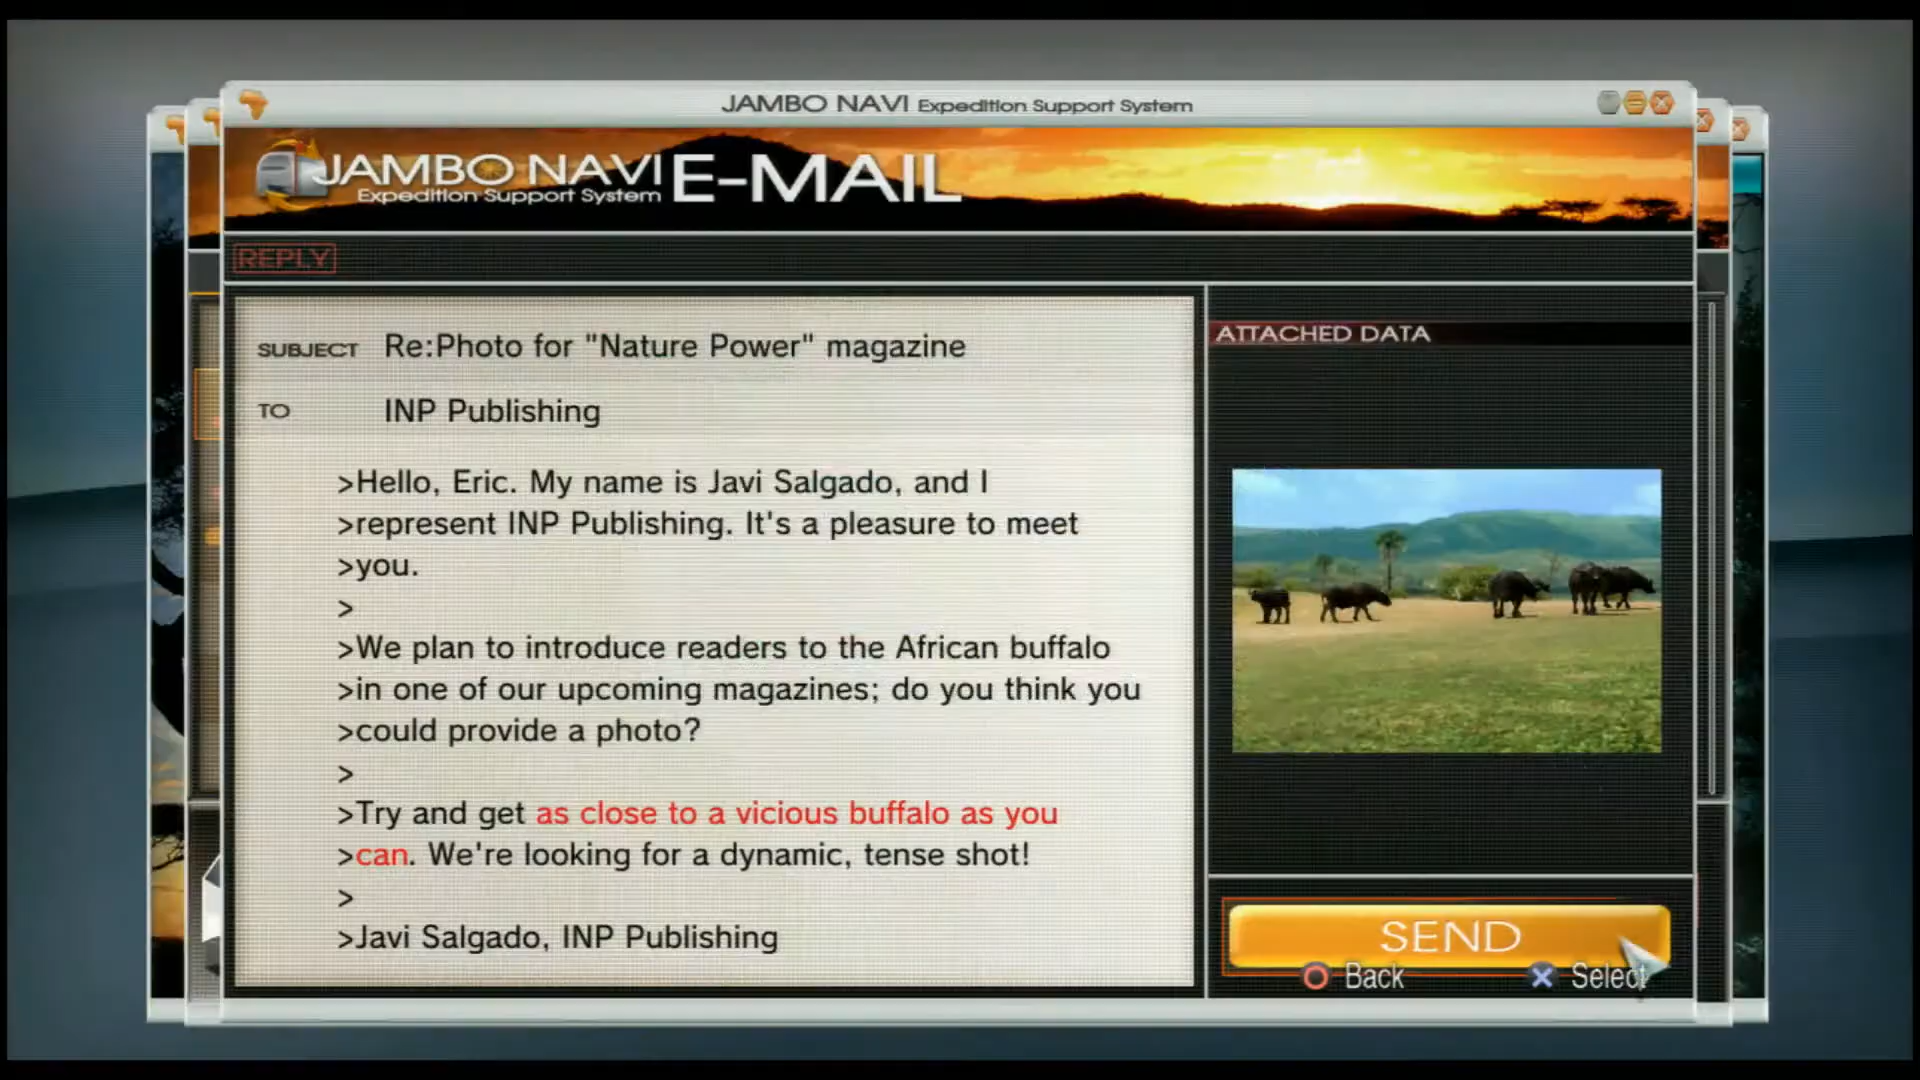 JAMBO NAVI Expedition Support System
JAMBO NAVI E-MAIL
Expedition Support System
REPLY
SUBJECT Re:Photo for "Nature Power" magazine
TO INP Publishing
>Hello, Eric. My name is Javi Salgado, and I
>represent INP Publishing. It's a pleasure to meet
>you.
>
>We plan to introduce readers to the African buffalo
>in one of our upcoming magazines; do you think you
>could provide a photo?
>
>Try and get as close to a vicious buffalo as you
>can. We're looking for a dynamic, tense shot!
>
>Javi Salgado, INP Publishing
ATTACHED DATA
SEND
Back
Select